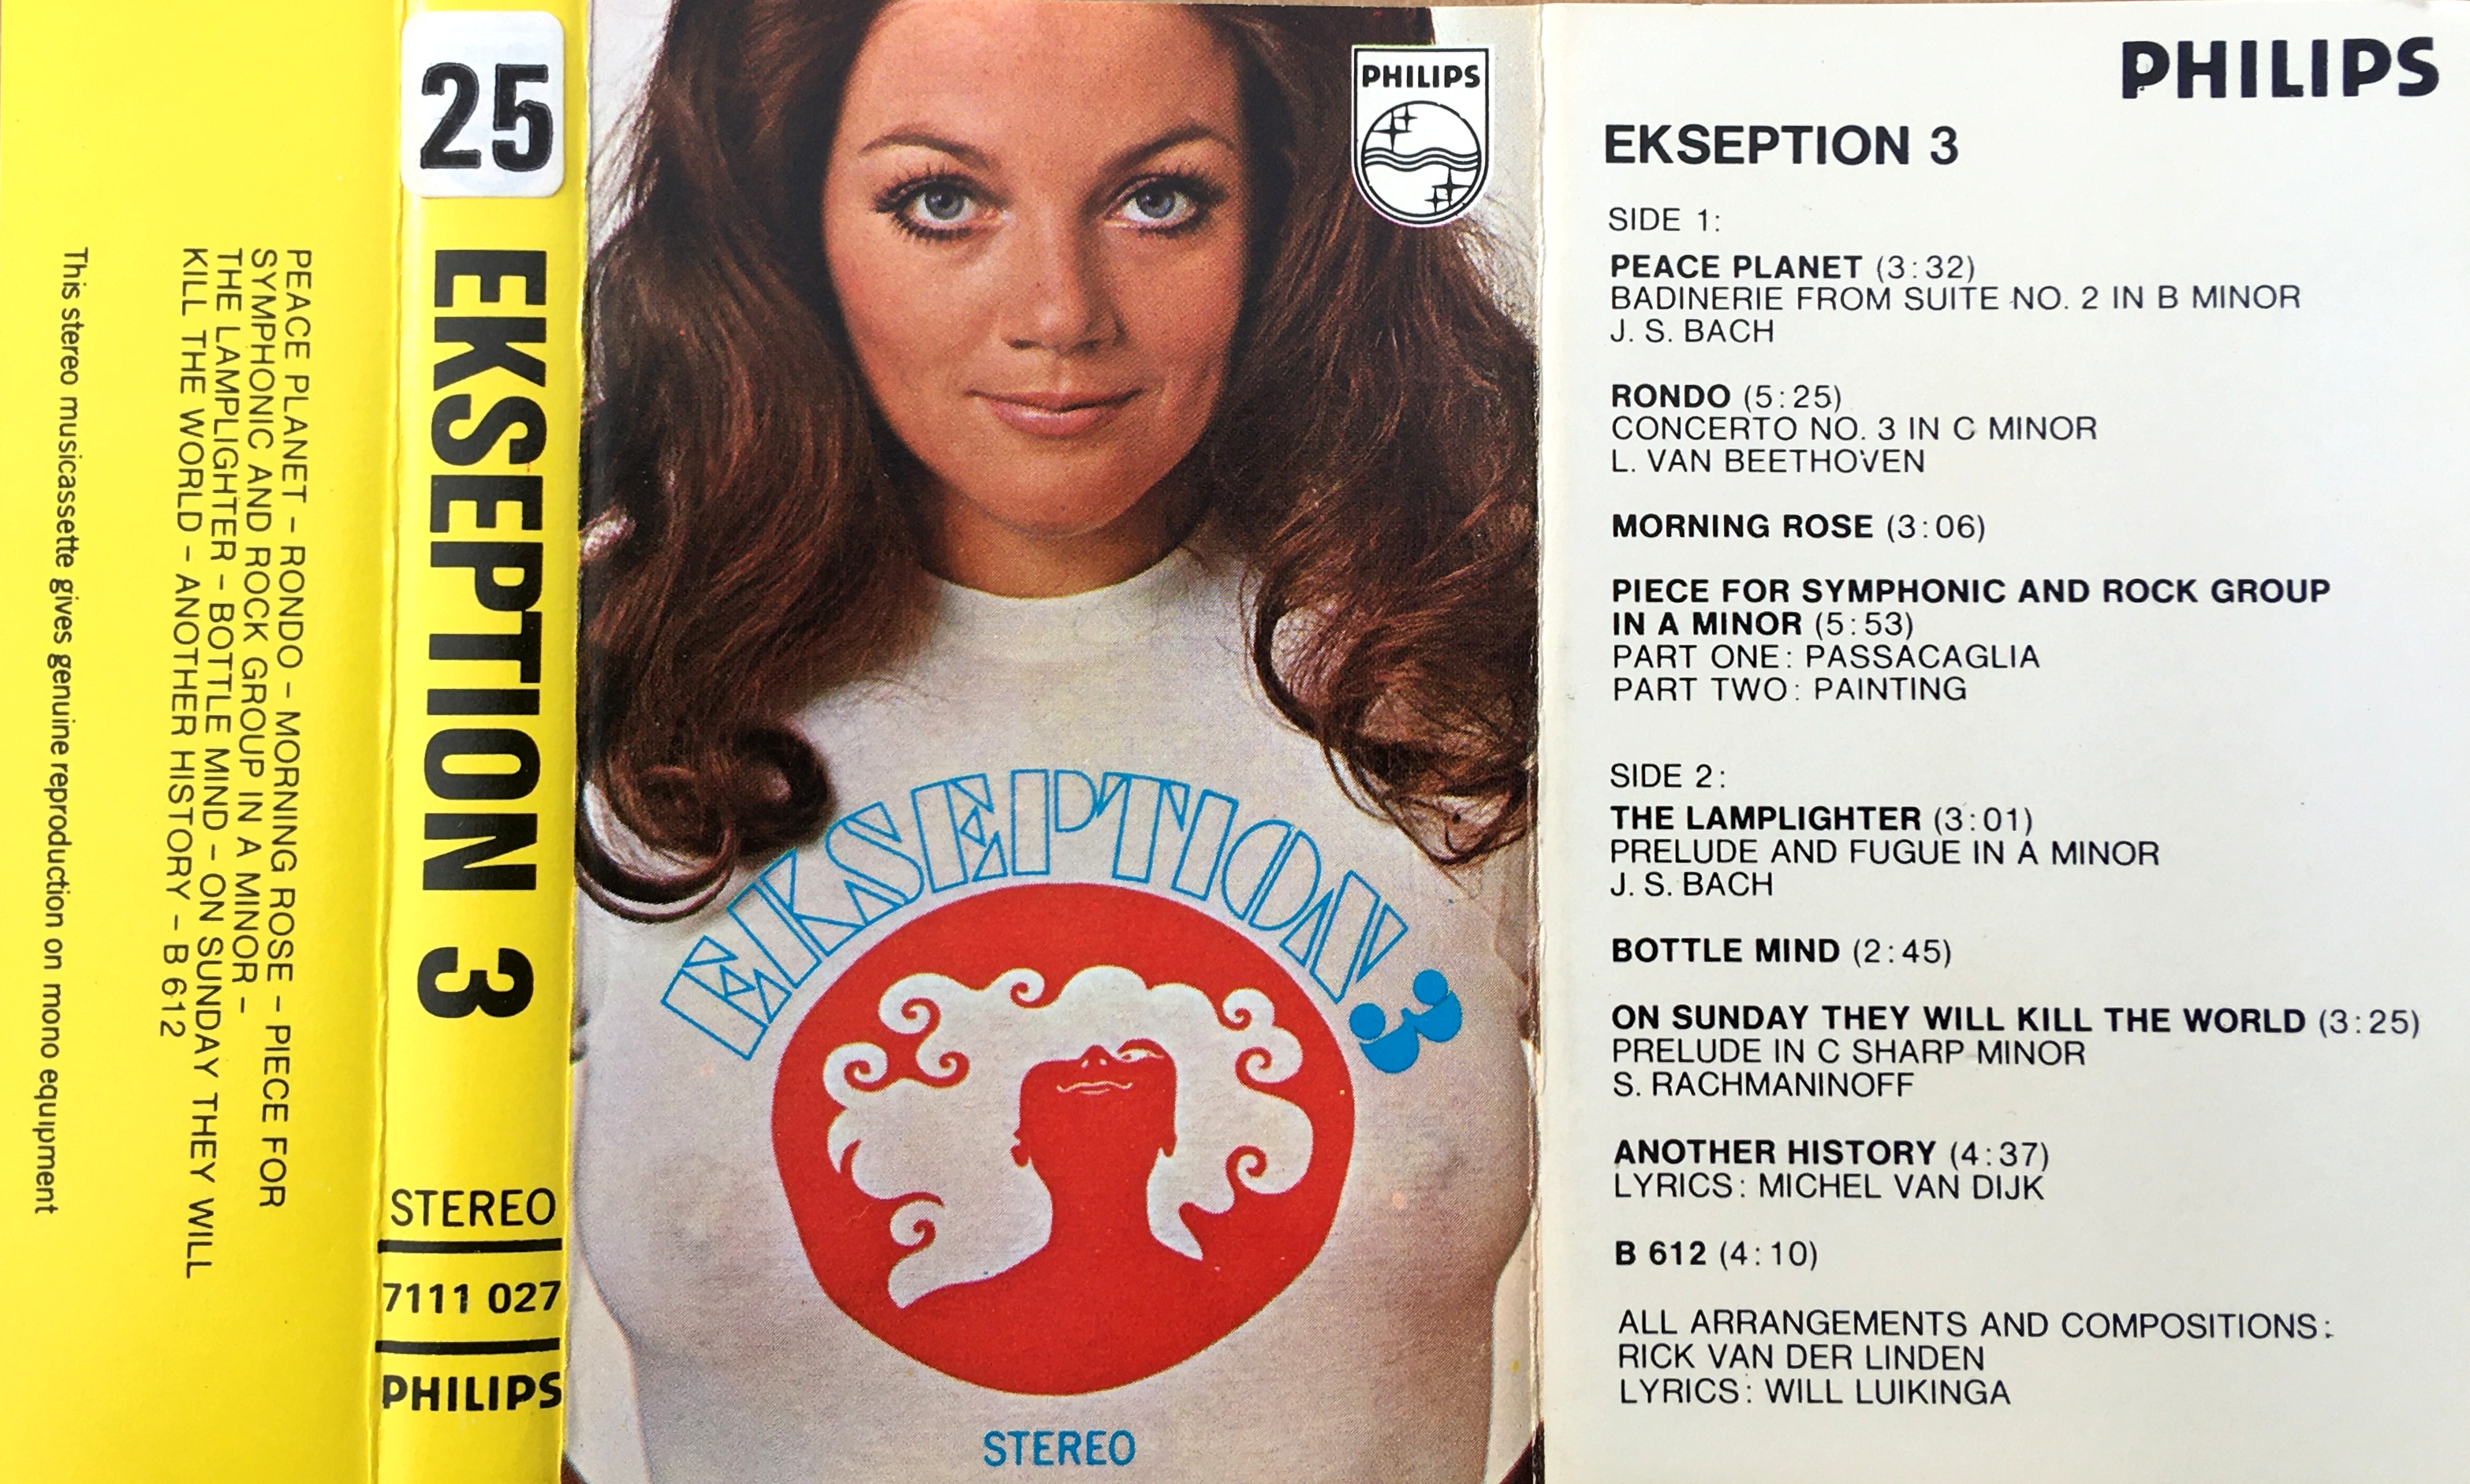 This stereo musicassette gives genuine reproduction on mono equipment
PEACE PLANET – RONDO – MORNING ROSE – PIECE FOR
SYMPHONIC AND ROCK GROUP IN A MINOR –
THE LAMPLIGHTER – BOTTLE MIND – ON SUNDAY THEY WILL
KILL THE WORLD – ANOTHER HISTORY – B 612
25
EKSEPTION 3
STEREO
7111 027
PHILIPS
PHILIPS
EKSEPTION 3
STEREO
PHILIPS
EKSEPTION 3
SIDE 1:
PEACE PLANET (3:32)
BADINERIE FROM SUITE NO. 2 IN B MINOR
J. S. BACH
RONDO (5:25)
CONCERTO NO. 3 IN C MINOR
L. VAN BEETHOVEN
MORNING ROSE (3:06)
PIECE FOR SYMPHONIC AND ROCK GROUP
IN A MINOR (5:53)
PART ONE: PASSACAGLIA
PART TWO: PAINTING
SIDE 2:
THE LAMPLIGHTER (3:01)
PRELUDE AND FUGUE IN A MINOR
J. S. BACH
BOTTLE MIND (2:45)
ON SUNDAY THEY WILL KILL THE WORLD (3:25)
PRELUDE IN C SHARP MINOR
S. RACHMANINOFF
ANOTHER HISTORY (4:37)
LYRICS: MICHEL VAN DIJK
B 612 (4:10)
ALL ARRANGEMENTS AND COMPOSITIONS:
RICK VAN DER LINDEN
LYRICS: WILL LUIKINGA